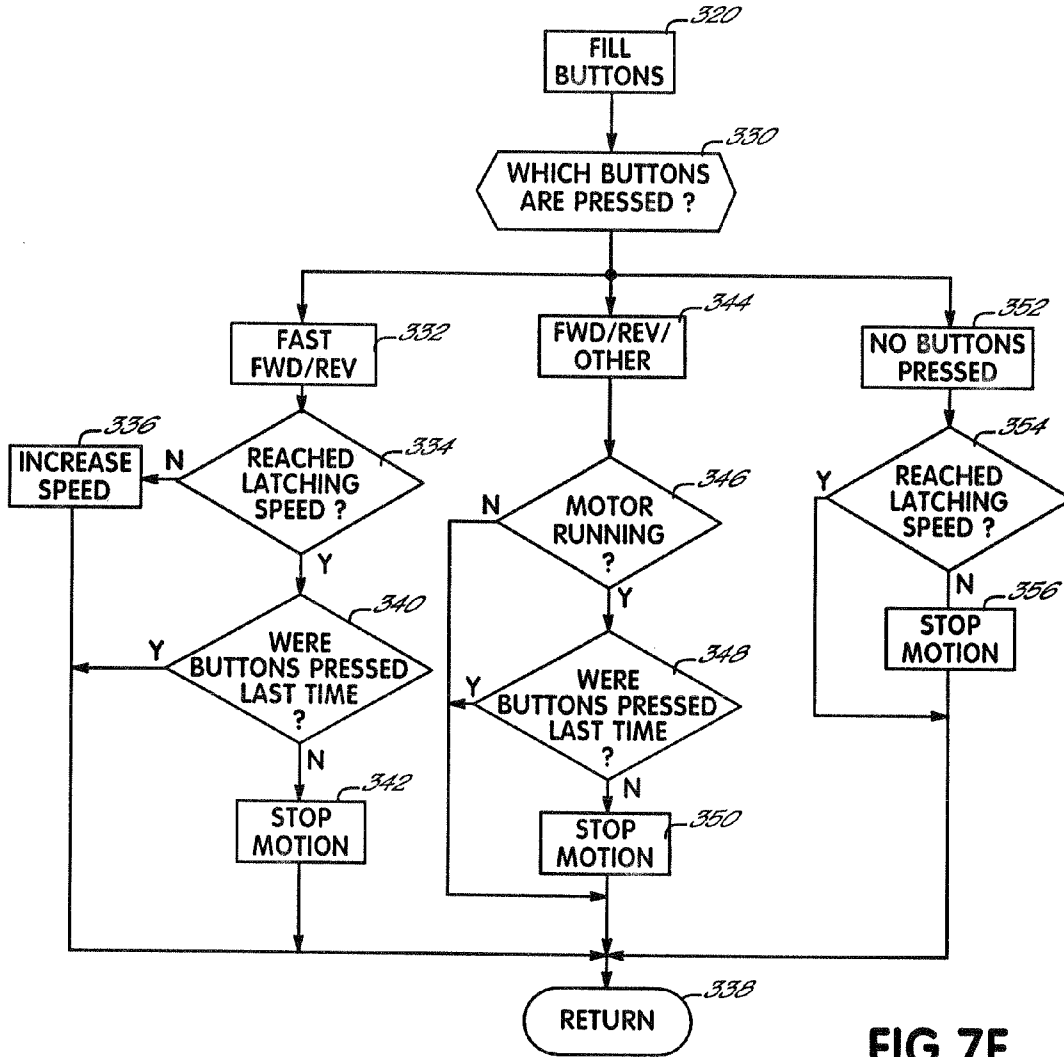 320
FILL
BUTTONS
330
WHICH BUTTONS
ARE PRESSED ?
332
FAST
FWD/REV
344
FWD/REV/
OTHER
352
NO BUTTONS
PRESSED
336
INCREASE
SPEED
N
334
REACHED
LATCHING
SPEED ?
Y
346
N
MOTOR
RUNNING
?
Y
354
Y
REACHED
LATCHING
SPEED ?
N
356
STOP
MOTION
340
Y
WERE
BUTTONS PRESSED
LAST TIME
?
N
348
Y
WERE
BUTTONS PRESSED
LAST TIME
?
N
342
STOP
MOTION
350
STOP
MOTION
338
RETURN
FIG. 7F